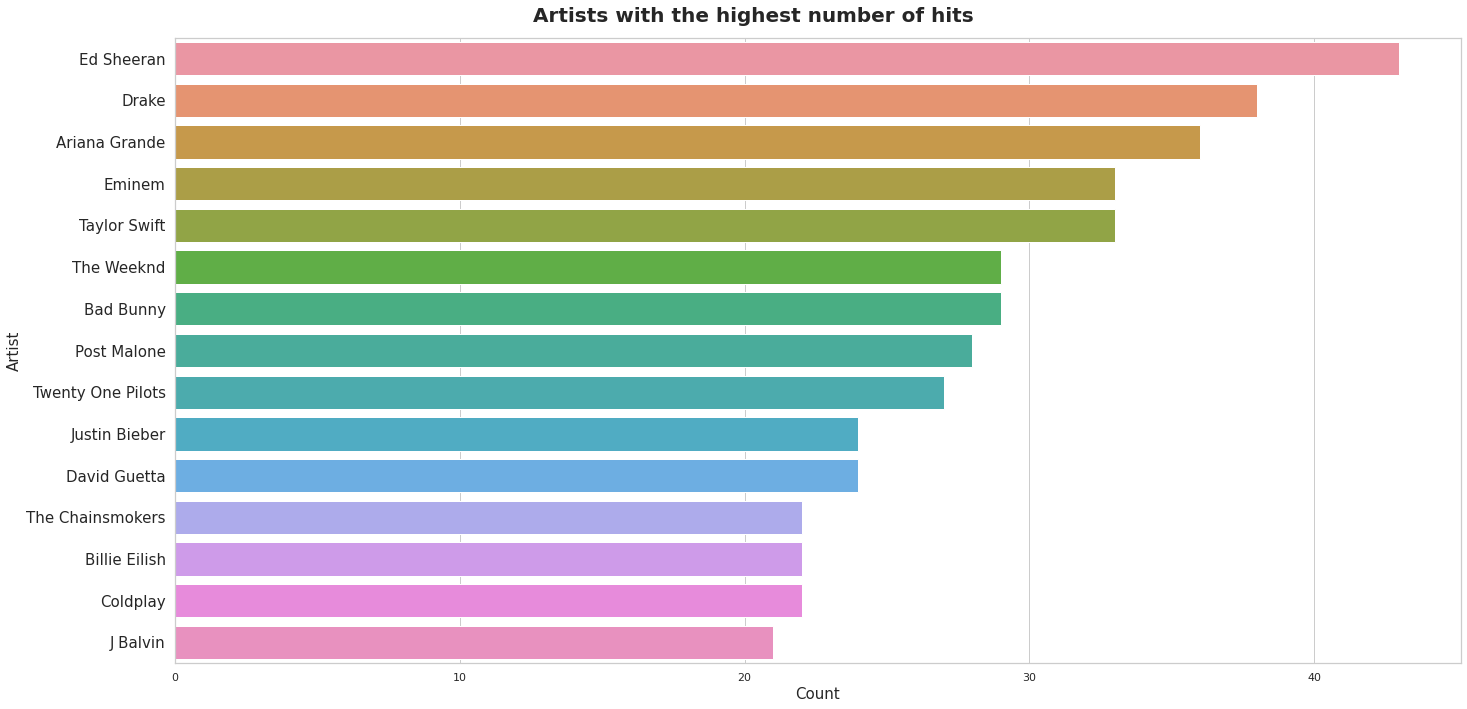 Artists with the highest number of hits
Artist
Ed Sheeran
Drake
Ariana Grande
Eminem
Taylor Swift
The Weeknd
Bad Bunny
Post Malone
Twenty One Pilots
Justin Bieber
David Guetta
The Chainsmokers
Billie Eilish
Coldplay
J Balvin
0 10 20 30 40
Count